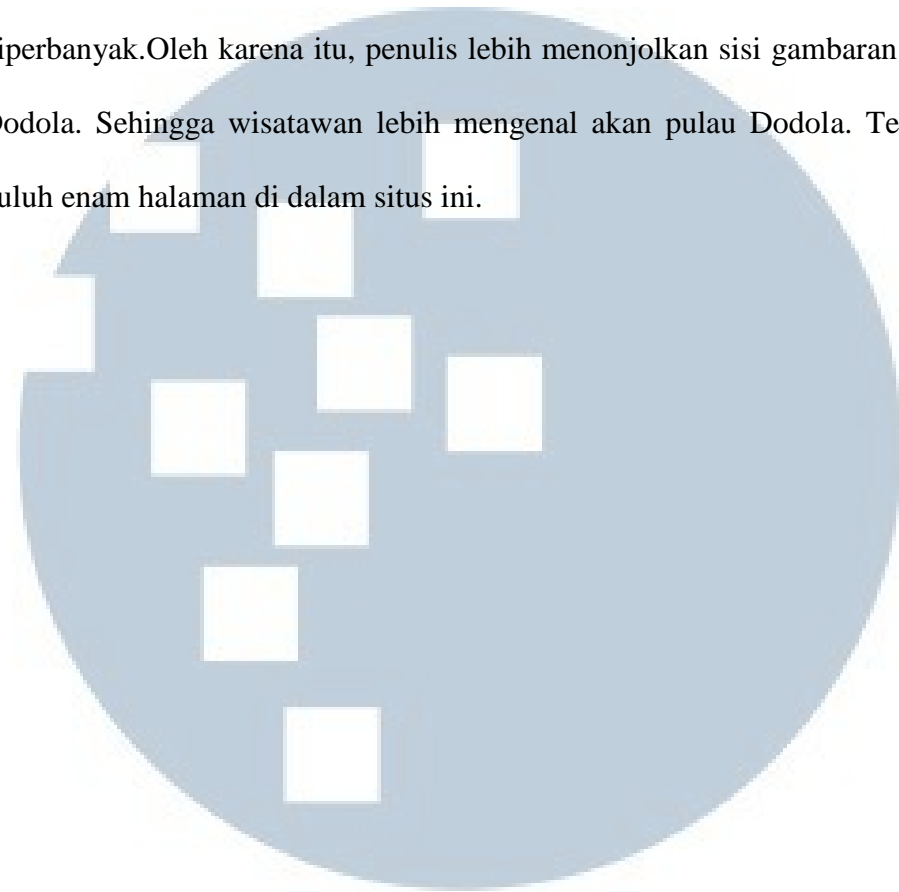 iperbanyak.Oleh karena itu, penulis lebih menonjolkan sisi gambaran
Dodola. Sehingga wisatawan lebih mengenal akan pulau Dodola. Te
uluh enam halaman di dalam situs ini.